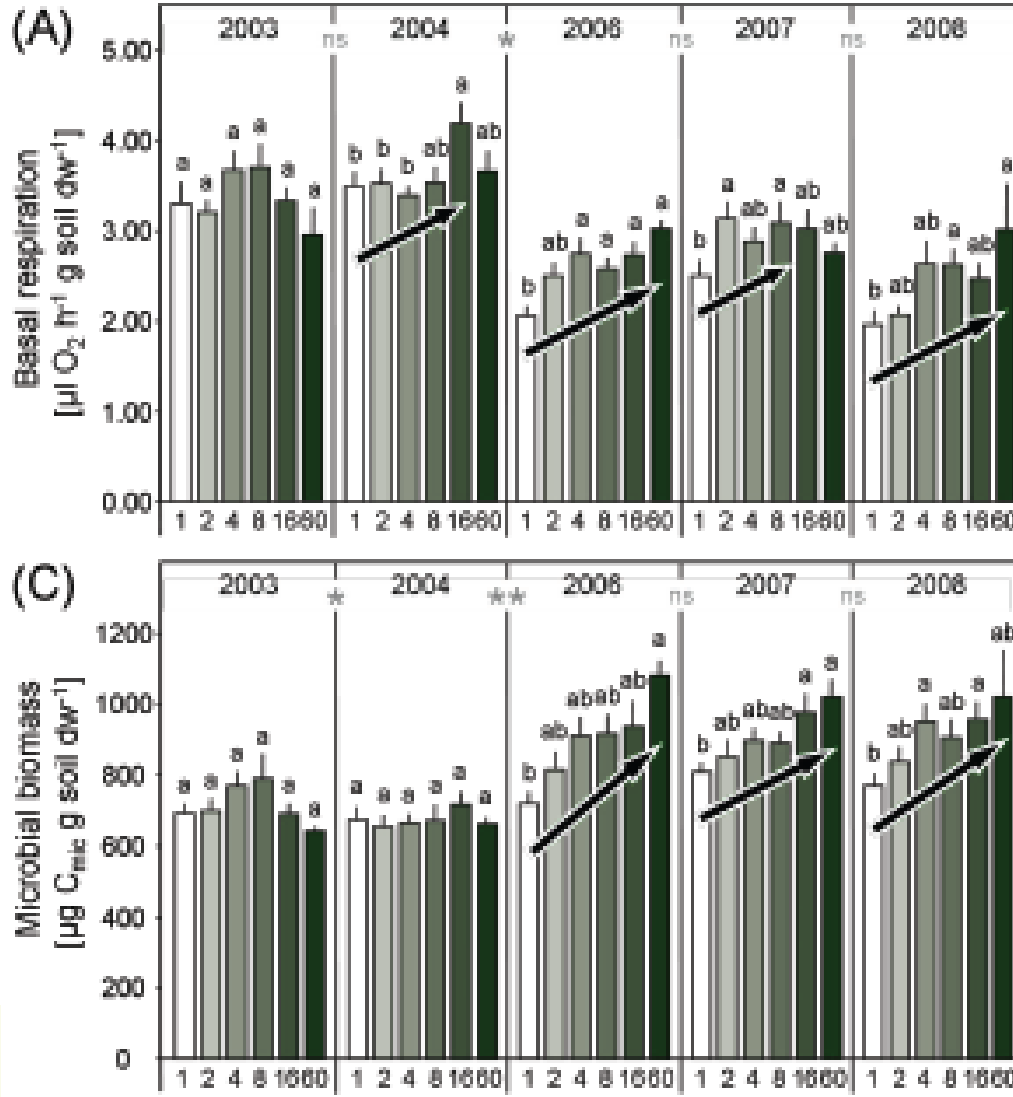 (A)
2003 ns 2004 * 2006 ns 2007 ns 2008
5.00
4.00
3.00
2.00
1.00
0.00
Basal respiration
[µl O₂ h⁻¹ g soil dw⁻¹]
a a a a a a
b b b ab a ab
b ab a a a a
b a ab a ab ab
b ab ab a ab a
1 2 4 8 16 60 1 2 4 8 16 60 1 2 4 8 16 60 1 2 4 8 16 60 1 2 4 8 16 60
(C)
2003 * 2004 ** 2006 ns 2007 ns 2008
1200
1000
800
600
400
200
0
Microbial biomass
[µg Cmic g soil dw⁻¹]
a a a a a a
a a a a a a
b ab ab ab ab a
b ab ab ab a a
b ab a ab a ab
1 2 4 8 16 60 1 2 4 8 16 60 1 2 4 8 16 60 1 2 4 8 16 60 1 2 4 8 16 60